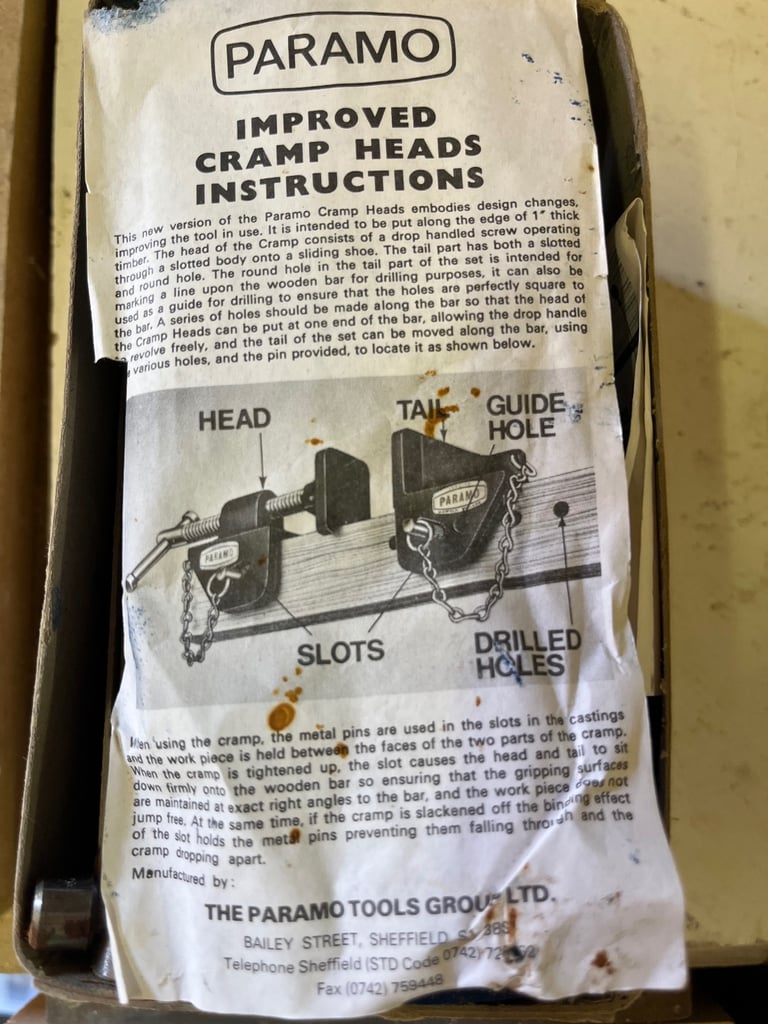 PARAMO
IMPROVED
CRAMP HEADS
INSTRUCTIONS
This new version of the Paramo Cramp Heads embodies design changes,
improving the tool in use. It is intended to be put along the edge of 1" thick
timber. The head of the Cramp consists of a drop handled screw operating
through a slotted body onto a sliding shoe. The tail part has both a slotted
and round hole. The round hole in the tail part of the set is intended for
marking a line upon the wooden bar for drilling purposes, it can also be
used as a guide for drilling to ensure that the holes are perfectly square to
the bar. A series of holes should be made along the bar so that the head of
the Cramp Heads can be put at one end of the bar, allowing the drop handle
revolve freely, and the tail of the set can be moved along the bar, using
various holes, and the pin provided, to locate it as shown below.
HEAD
TAIL
GUIDE
HOLE
PARAMO
PARAMO
SLOTS
DRILLED
HOLES
When using the cramp, the metal pins are used in the slots in the castings
and the work piece is held between the faces of the two parts of the cramp.
When the cramp is tightened up, the slot causes the head and tail to sit
down firmly onto the wooden bar so ensuring that the gripping surfaces
are maintained at exact right angles to the bar, and the work piece does not
jump free. At the same time, if the cramp is slackened off the binding effect
of the slot holds the metal pins preventing them falling through and the
cramp dropping apart.
Manufactured by:
THE PARAMO TOOLS GROUP LTD.
BAILEY STREET, SHEFFIELD
Telephone Sheffield (STD Code 0742)
Fax (0742) 759448